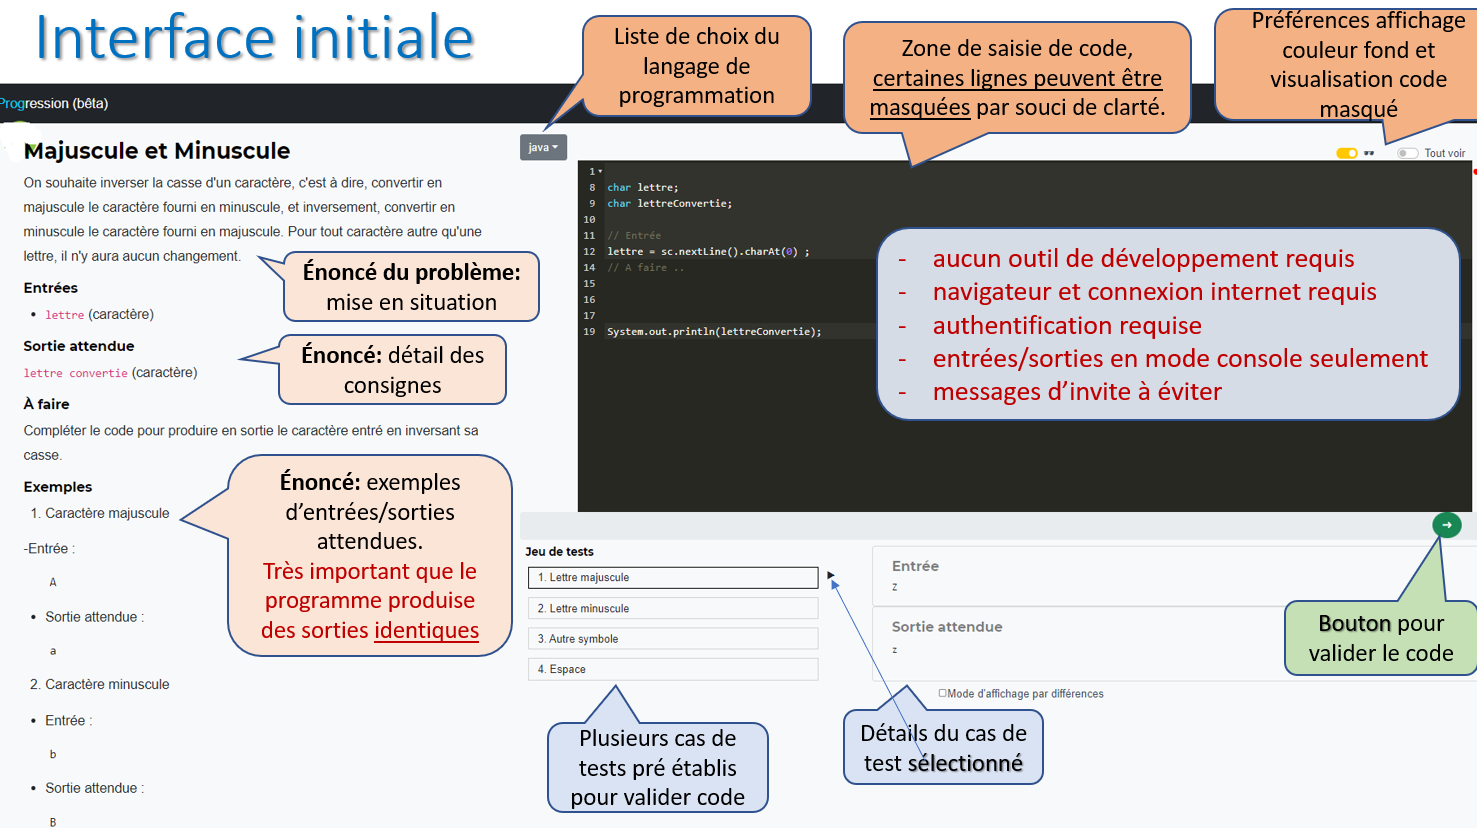 Interface initiale
Liste de choix du
langage de
programmation
Zone de saisie de code,
certaines lignes peuvent être
masquées par souci de clarté.
Préférences affichage
couleur fond et
visualisation code
masqué
Progression (bêta)
Majuscule et Minuscule
On souhaite inverser la casse d'un caractère, c'est à dire, convertir en
majuscule le caractère fourni en minuscule, et inversement, convertir en
minuscule le caractère fourni en majuscule. Pour tout caractère autre qu'une
lettre, il n'y aura aucun changement.
Énoncé du problème:
mise en situation
Entrées
• lettre (caractère)
Sortie attendue
lettre convertie (caractère)
Énoncé: détail des
consignes
À faire
Compléter le code pour produire en sortie le caractère entré en inversant sa
casse.
Exemples
1. Caractère majuscule
-Entrée :
A
• Sortie attendue :
a
2. Caractère minuscule
• Entrée :
b
• Sortie attendue :
B
Énoncé: exemples
d'entrées/sorties
attendues.
Très important que le
programme produise
des sorties identiques
java
Tout voir
1
8 char lettre;
9 char lettreConvertie;
10
11 // Entrée
12 lettre = sc.nextLine().charAt(0) ;
14 // A faire ..
15
16
17
19 System.out.println(lettreConvertie);
- aucun outil de développement requis
- navigateur et connexion internet requis
- authentification requise
- entrées/sorties en mode console seulement
- messages d'invite à éviter
Jeu de tests
1. Lettre majuscule
2. Lettre minuscule
3. Autre symbole
4. Espace
Entrée
Z
Sortie attendue
z
Mode d'affichage par différences
Bouton pour
valider le code
Plusieurs cas de
tests pré établis
pour valider code
Détails du cas de
test sélectionné